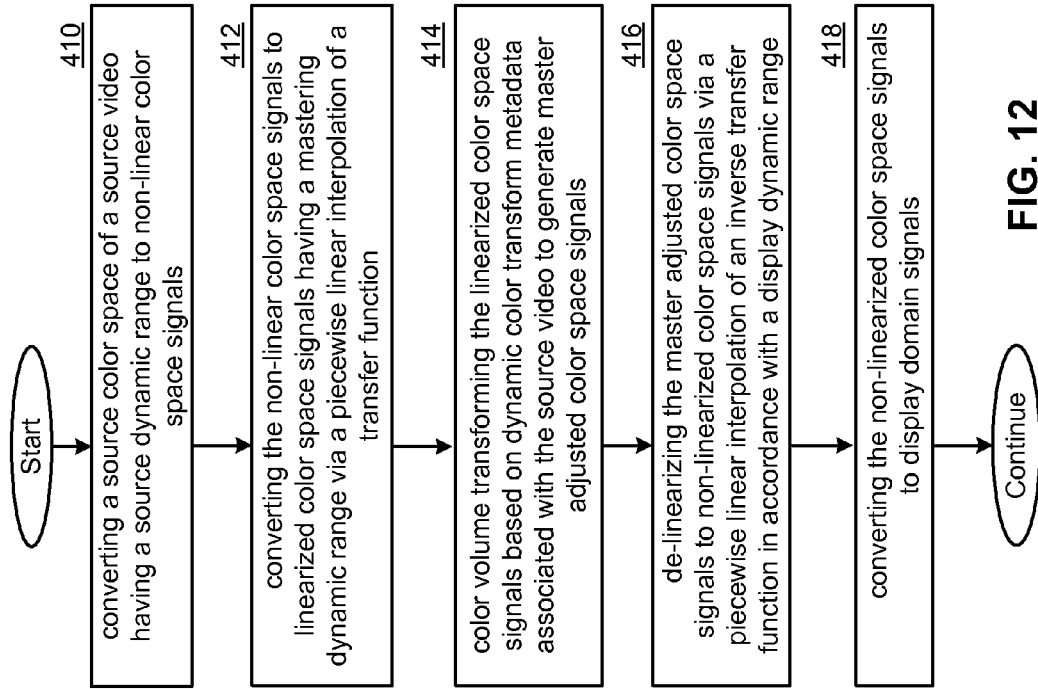 Start
410
converting a source color space of a source video
having a source dynamic range to non-linear color
space signals
412
converting the non-linear color space signals to
linearized color space signals having a mastering
dynamic range via a piecewise linear interpolation of a
transfer function
414
color volume transforming the linearized color space
signals based on dynamic color transform metadata
associated with the source video to generate master
adjusted color space signals
416
de-linearizing the master adjusted color space
signals to non-linearized color space signals via a
piecewise linear interpolation of an inverse transfer
function in accordance with a display dynamic range
418
converting the non-linearized color space signals
to display domain signals
Continue
FIG. 12